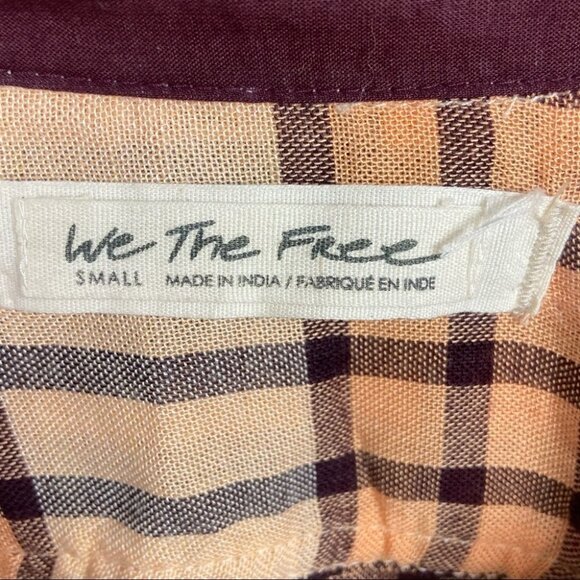 We The Free
SMALL MADE IN INDIA / FABRIQUÉ EN INDE